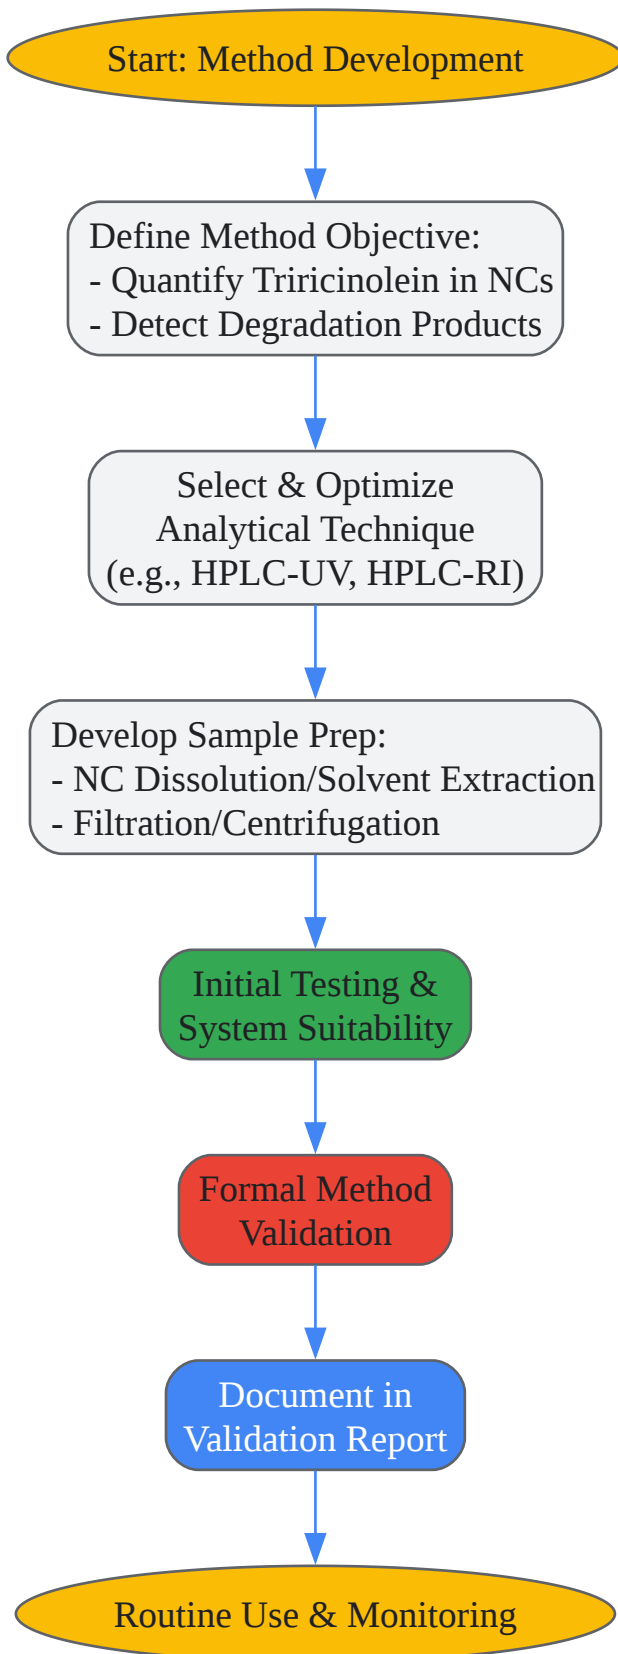 Start: Method Development
Define Method Objective:
- Quantify Triricinolein in NCs
- Detect Degradation Products
Select & Optimize
Analytical Technique
(e.g., HPLC-UV, HPLC-RI)
Develop Sample Prep:
- NC Dissolution/Solvent Extraction
- Filtration/Centrifugation
Initial Testing &
System Suitability
Formal Method
Validation
Document in
Validation Report
Routine Use & Monitoring